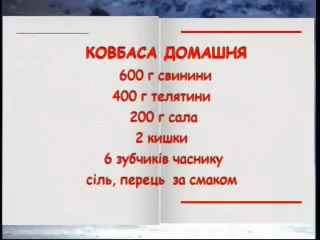 КОВБАСА ДОМАШНЯ
600 г свинини
400 г телятини
200 г сала
2 кишки
6 зубчиків часнику
сіль, перець за смаком